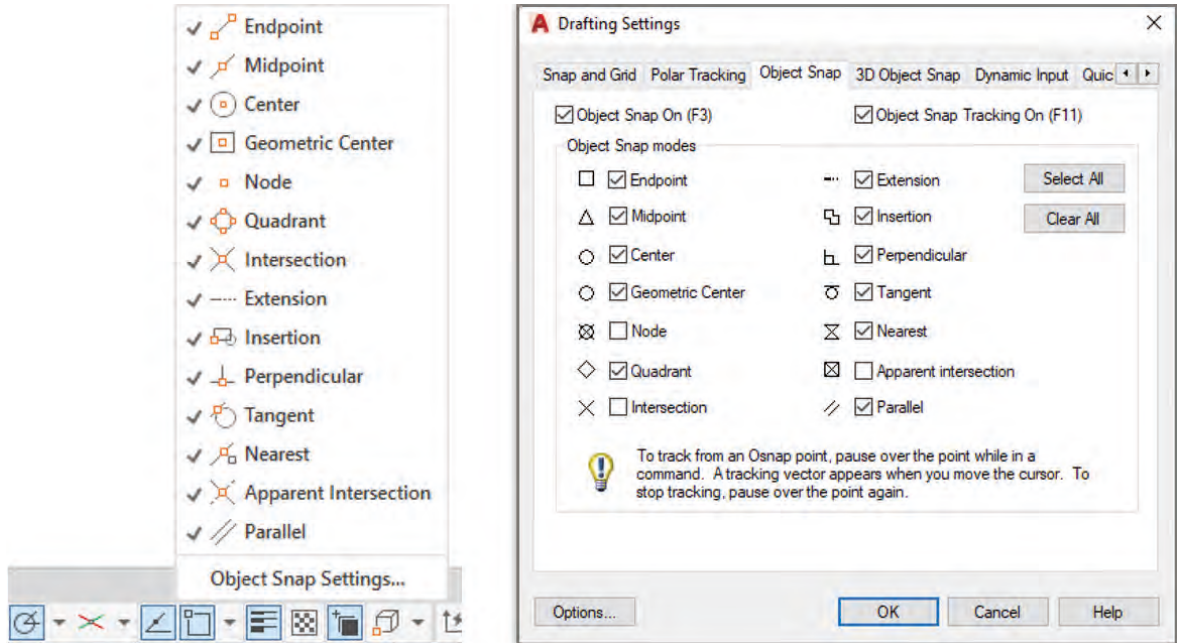 Endpoint
Midpoint
Center
Geometric Center
Node
Quadrant
Intersection
Extension
Insertion
Perpendicular
Tangent
Nearest
Apparent Intersection
Parallel
Object Snap Settings...
A Drafting Settings
Snap and Grid Polar Tracking Object Snap 3D Object Snap Dynamic Input Quic
Object Snap On (F3) Object Snap Tracking On (F11)
Object Snap modes
Endpoint Extension Select All
Midpoint Insertion Clear All
Center Perpendicular
Geometric Center Tangent
Node Nearest
Quadrant Apparent intersection
Intersection Parallel
To track from an Osnap point, pause over the point while in a
command. A tracking vector appears when you move the cursor. To
stop tracking, pause over the point again.
Options... OK Cancel Help